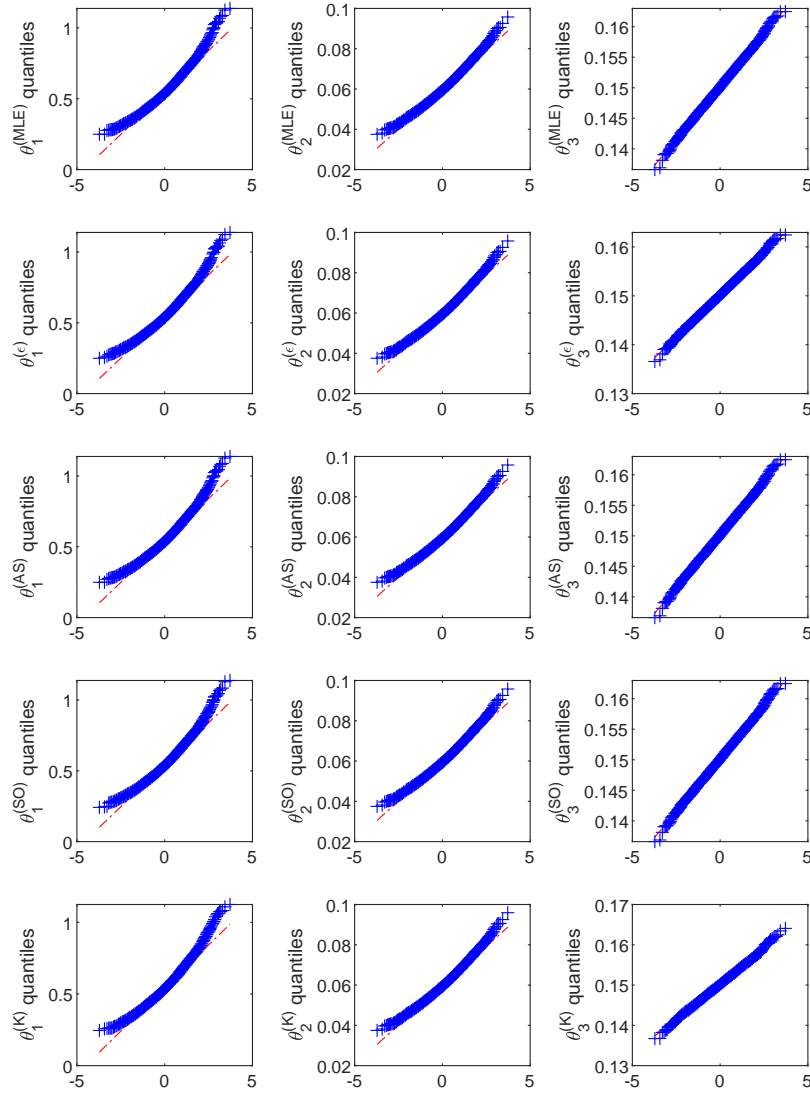 θ₁^(MLE) quantiles
1
0.5
0
-5 0 5
θ₂^(MLE) quantiles
0.1
0.08
0.06
0.04
0.02
-5 0 5
θ₃^(MLE) quantiles
0.16
0.155
0.15
0.145
0.14
-5 0 5
θ₁^(ϵ) quantiles
1
0.5
0
-5 0 5
θ₂^(ϵ) quantiles
0.1
0.08
0.06
0.04
0.02
-5 0 5
θ₃^(ϵ) quantiles
0.16
0.15
0.14
0.13
-5 0 5
θ₁^(AS) quantiles
1
0.5
0
-5 0 5
θ₂^(AS) quantiles
0.1
0.08
0.06
0.04
0.02
-5 0 5
θ₃^(AS) quantiles
0.16
0.155
0.15
0.145
0.14
-5 0 5
θ₁^(SO) quantiles
1
0.5
0
-5 0 5
θ₂^(SO) quantiles
0.1
0.08
0.06
0.04
0.02
-5 0 5
θ₃^(SO) quantiles
0.16
0.155
0.15
0.145
0.14
-5 0 5
θ₁^(K) quantiles
1
0.5
0
-5 0 5
θ₂^(K) quantiles
0.1
0.08
0.06
0.04
0.02
-5 0 5
θ₃^(K) quantiles
0.17
0.16
0.15
0.14
0.13
-5 0 5